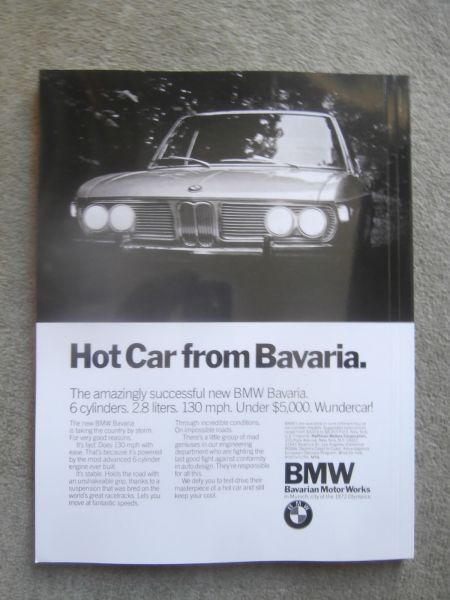 Hot Car from Bavaria.
The amazingly successful new BMW Bavaria.
6 cylinders. 2.8 liters. 130 mph. Under $5,000. Wundercar!
The new BMW Bavaria
is taking the country by storm.
For very good reasons.
It's fast. Does 130 mph with
ease. That's because it's powered
by the most advanced 6-cylinder
engine ever built.
It's stable. Holds the road with
an unshakeable grip, thanks to a
suspension that was bred on the
world's great racetracks. Lets you
move at fantastic speeds.
Through incredible conditions.
On impossible roads.
There's a little group of mad
geniuses in our engineering
department who are fighting the
last good fight against conformity
in auto design. They're responsible
for all this.
We defy you to test-drive their
masterpiece of a hot car and still
keep your cool.
BMW
Bavarian Motor Works
in Munich, city of the 1972 Olympics
BMW